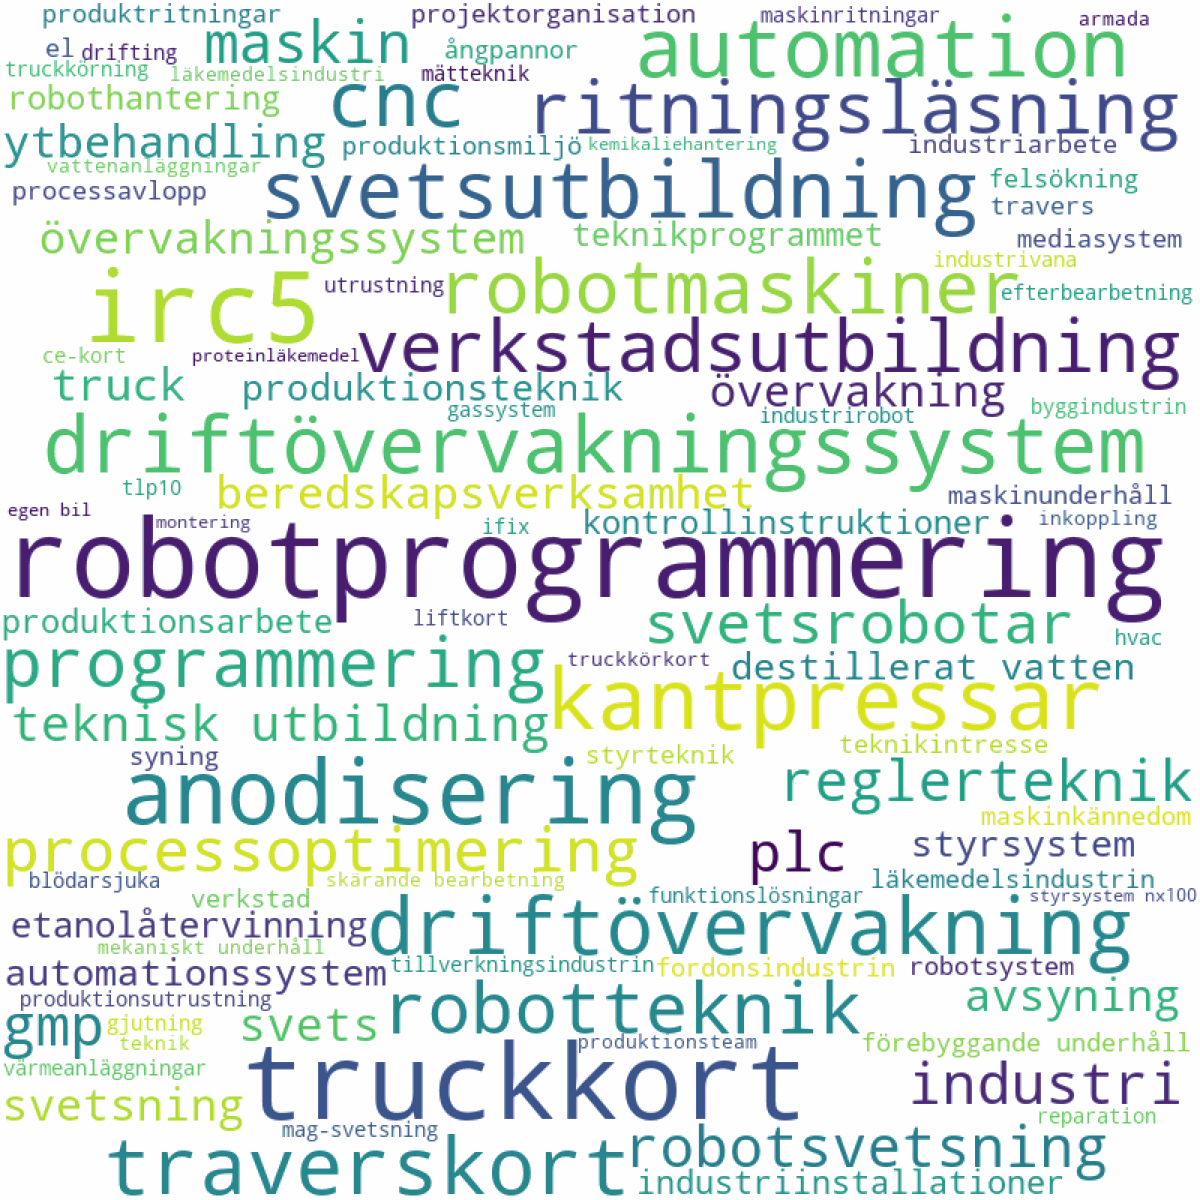 produktritningar
projektorganisation
maskinritningar
armada
el
drifting
maskin
ångpannor
automation
truckkörning
läkemedelsindustri
mätteknik
robothantering
cnc
ritningsläsning
ytbehandling
produktionsmiljö
kemikaliehantering
industriarbete
vattenanläggningar
processavlopp
svetsutbildning
felsökning
travers
övervakningssystem
teknikprogrammet
mediasystem
industrivana
irc5
utrustning
robotmaskiner
efterbearbetning
ce-kort
proteinläkemedel
verkstadsutbildning
truck
produktionsteknik
övervakning
gassystem
industrirobot
byggindustrin
driftövervakningssystem
tlp10
beredskapsverksamhet
maskinunderhåll
egen bil
montering
ifix
kontrollinstruktioner
inkoppling
robotprogrammering
produktionsarbete
liftkort
svetsrobotar
hvac
programmering
truckkörkort
destillerat vatten
kantpressar
teknisk utbildning
syning
styrteknik
teknikintresse
anodisering
reglerteknik
maskinkännedom
processoptimering
plc
styrsystem
blödarsjuka
skärande bearbetning
läkemedelsindustrin
verkstad
funktionslösningar
styrsystem nx100
etanolåtervinning
driftövervakning
mekaniskt underhåll
automationssystem
tillverkningsindustrin
fordonsindustrin
robotsystem
produktionsutrustning
robotteknik
avsyning
gmp
gjutning
teknik
svets
produktionsteam
förebyggande underhåll
värmeanläggningar
truckkort
industri
svetsning
mag-svetsning
reparation
traverskort
robotsvetsning
industriinstallationer